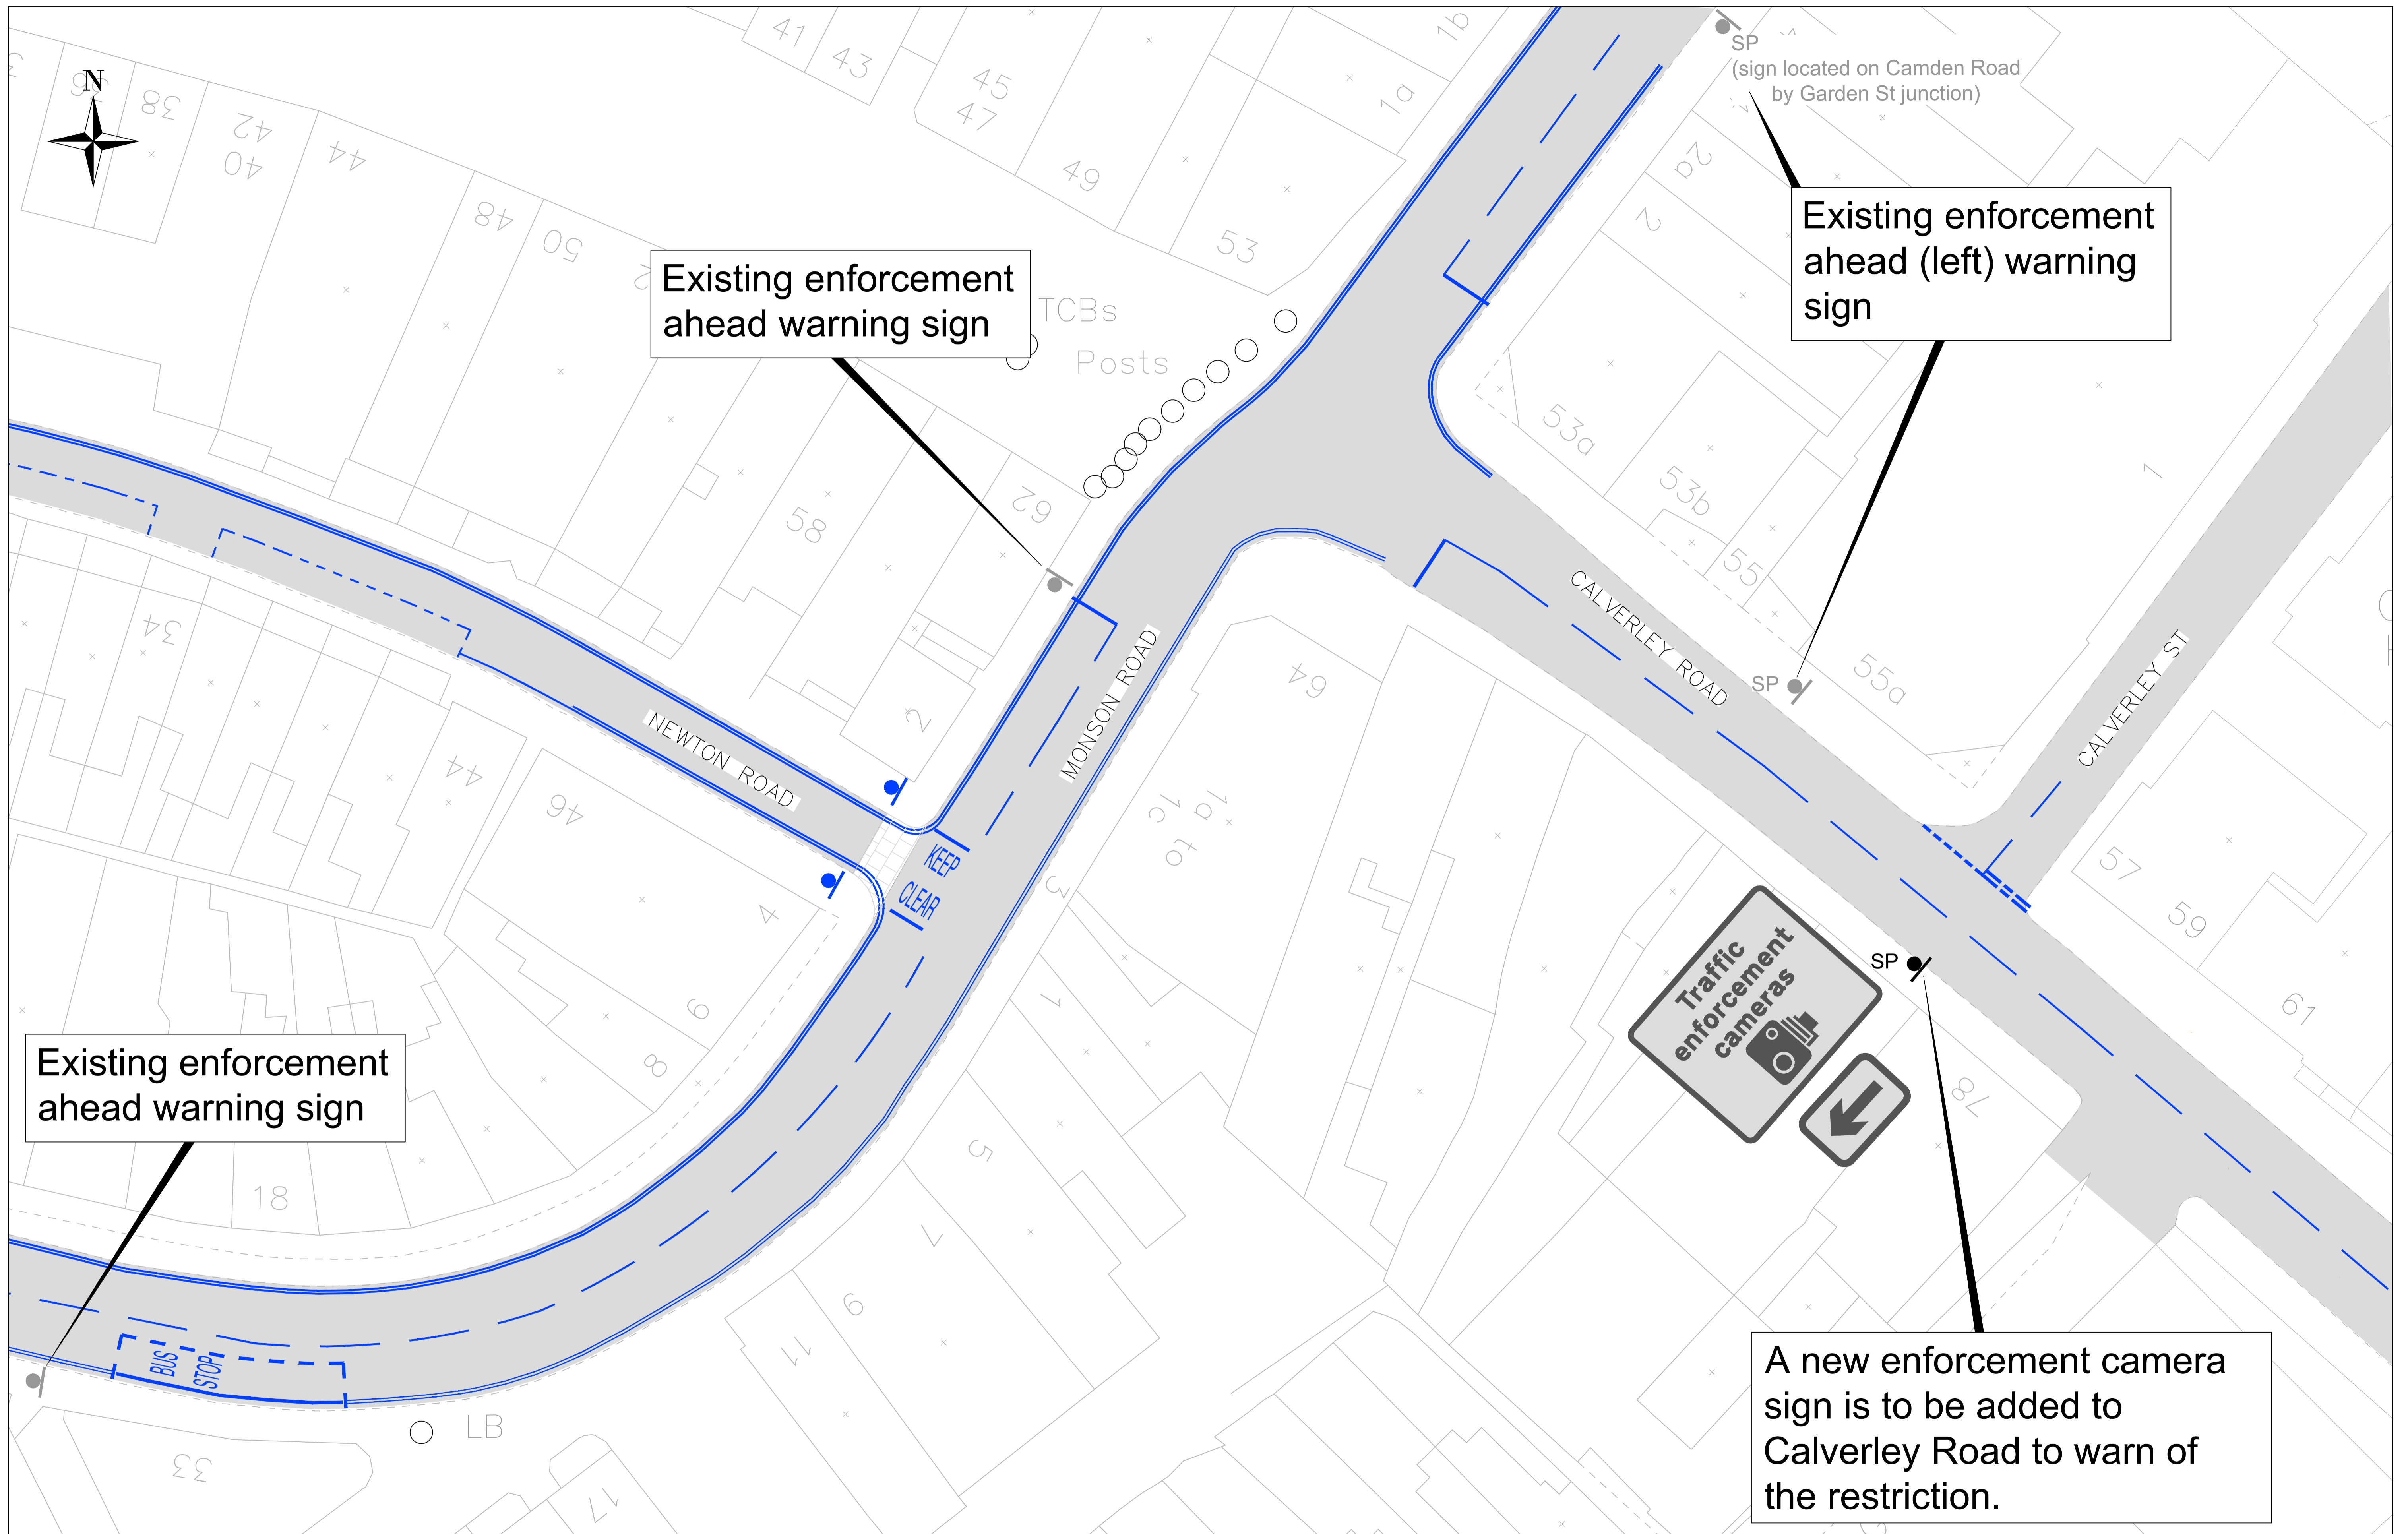 N
36
38
40
42
44
48
50
41
43
45
47
49
53
1b
1a
SP
(sign located on Camden Road
by Garden St junction)
2a
2
Existing enforcement
ahead (left) warning
sign
Existing enforcement
ahead warning sign
TCBs
Posts
62
58
2
53a
53b
55
55a
1
CALVERLEY ROAD
CALVERLEY ST
SP
MONSON ROAD
NEWTON ROAD
34
44
46
4
6
8
18
KEEP
CLEAR
64
1a
to
1c
3
1
5
7
9
11
17
33
57
59
61
78
SP
Traffic
enforcement
cameras
Existing enforcement
ahead warning sign
BUS
STOP
LB
A new enforcement camera
sign is to be added to
Calverley Road to warn of
the restriction.